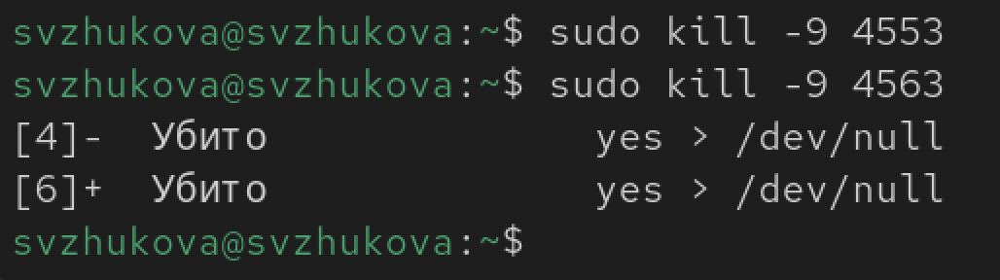 svzhukova@svzhukova:~$ sudo kill -9 4553
svzhukova@svzhukova:~$ sudo kill -9 4563
[4]-  Убито                 yes > /dev/null
[6]+  Убито                 yes > /dev/null
svzhukova@svzhukova:~$